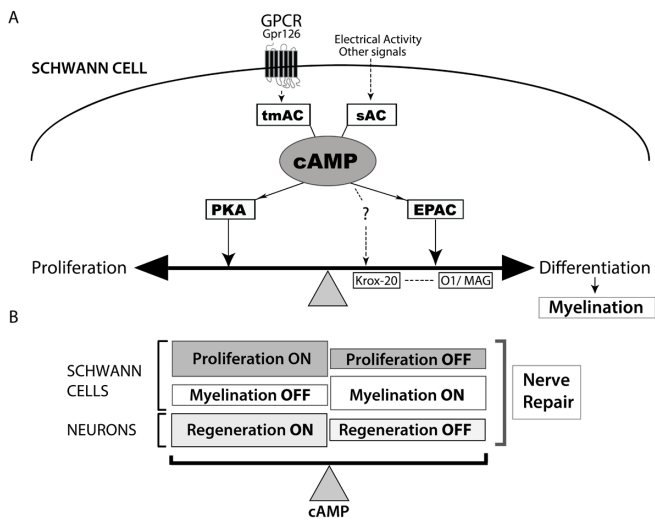 A
GPCR
Gpr126
Electrical Activity
Other signals
SCHWANN CELL
tmAC
sAC
cAMP
PKA
?
EPAC
Proliferation
Differentiation
Krox-20
O1/ MAG
Myelination
B
SCHWANN
CELLS
Proliferation ON
Proliferation OFF
Myelination OFF
Myelination ON
Nerve
Repair
NEURONS
Regeneration ON
Regeneration OFF
cAMP